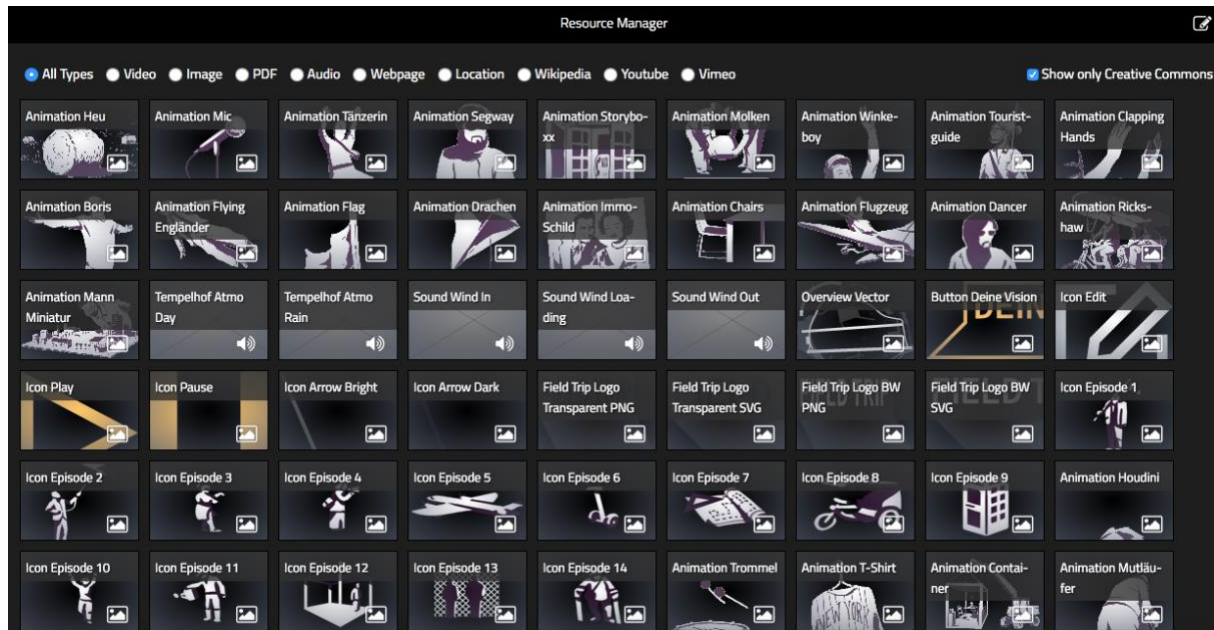 Resource Manager
All Types Video Image PDF Audio Webpage Location Wikipedia Youtube Vimeo Show only Creative Commons
Animation Heu
Animation Mic
Animation Tänzerin
Animation Segway
Animation Storybo-
xx
Animation Molken
Animation Winke-
boy
Animation Tourist-
guide
Animation Clapping
Hands
Animation Boris
Animation Flying
Engländer
Animation Flag
Animation Drachen
Animation Immo-
Schild
Animation Chairs
Animation Flugzeug
Animation Dancer
Animation Ricks-
haw
Animation Mann
Miniatur
Tempelhof Atmo
Day
Tempelhof Atmo
Rain
Sound Wind In
Sound Wind Loa-
ding
Sound Wind Out
Overview Vector
Button Deine Vision
DEIN
Icon Edit
Icon Play
Icon Pause
Icon Arrow Bright
Icon Arrow Dark
Field Trip Logo
Transparent PNG
Field Trip Logo
Transparent SVG
Field Trip Logo BW
PNG
FIELD TRIP
Field Trip Logo BW
SVG
FIELD T
Icon Episode 1
Icon Episode 2
Icon Episode 3
Icon Episode 4
Icon Episode 5
Icon Episode 6
Icon Episode 7
Icon Episode 8
Icon Episode 9
Animation Houdini
Icon Episode 10
Icon Episode 11
Icon Episode 12
Icon Episode 13
Icon Episode 14
Animation Trommel
Animation T-Shirt
NEW YORK
Animation Contai-
ner
Animation Mutläu-
fer